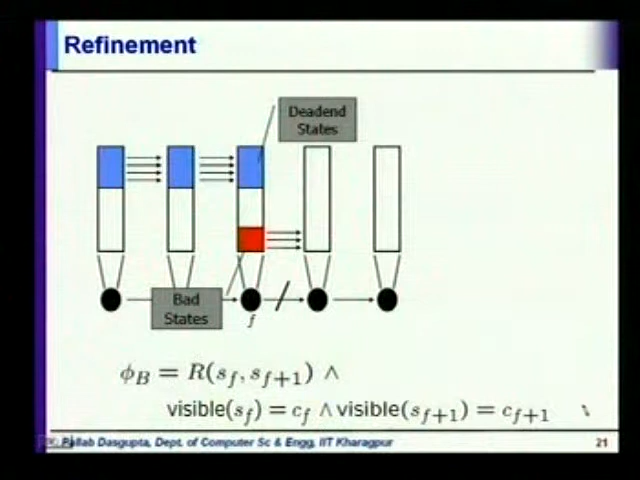 Refinement
Deadend
States
Bad
States
f
ϕ_B = R(s_f, s_{f+1}) ∧
visible(s_f) = c_f ∧ visible(s_{f+1}) = c_{f+1}
Pallab Dasgupta, Dept. of Computer Sc & Engg, IIT Kharagpur
21